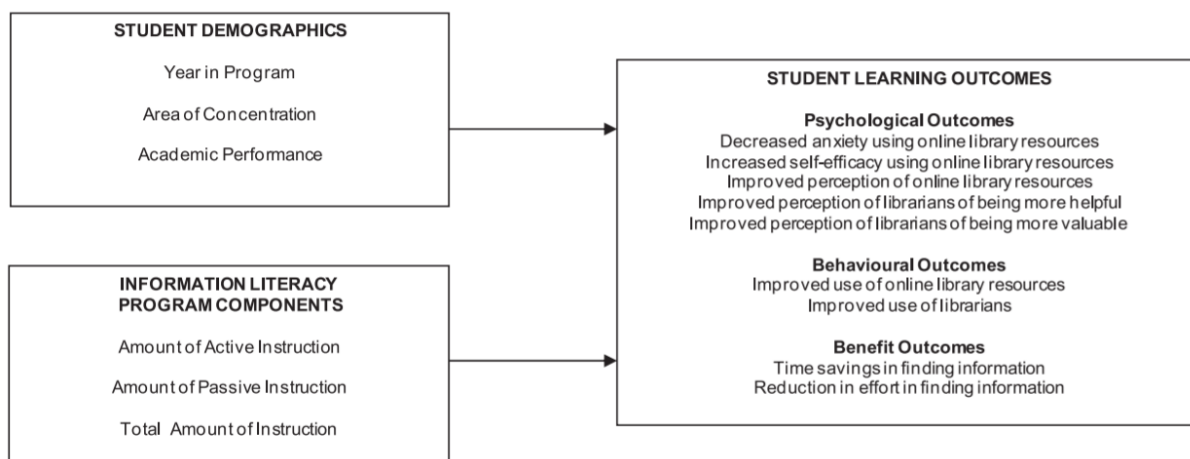 STUDENT DEMOGRAPHICS
Year in Program
Area of Concentration
Academic Performance
INFORMATION LITERACY
PROGRAM COMPONENTS
Amount of Active Instruction
Amount of Passive Instruction
Total Amount of Instruction
STUDENT LEARNING OUTCOMES
Psychological Outcomes
Decreased anxiety using online library resources
Increased self-efficacy using online library resources
Improved perception of online library resources
Improved perception of librarians of being more helpful
Improved perception of librarians of being more valuable
Behavioural Outcomes
Improved use of online library resources
Improved use of librarians
Benefit Outcomes
Time savings in finding information
Reduction in effort in finding information